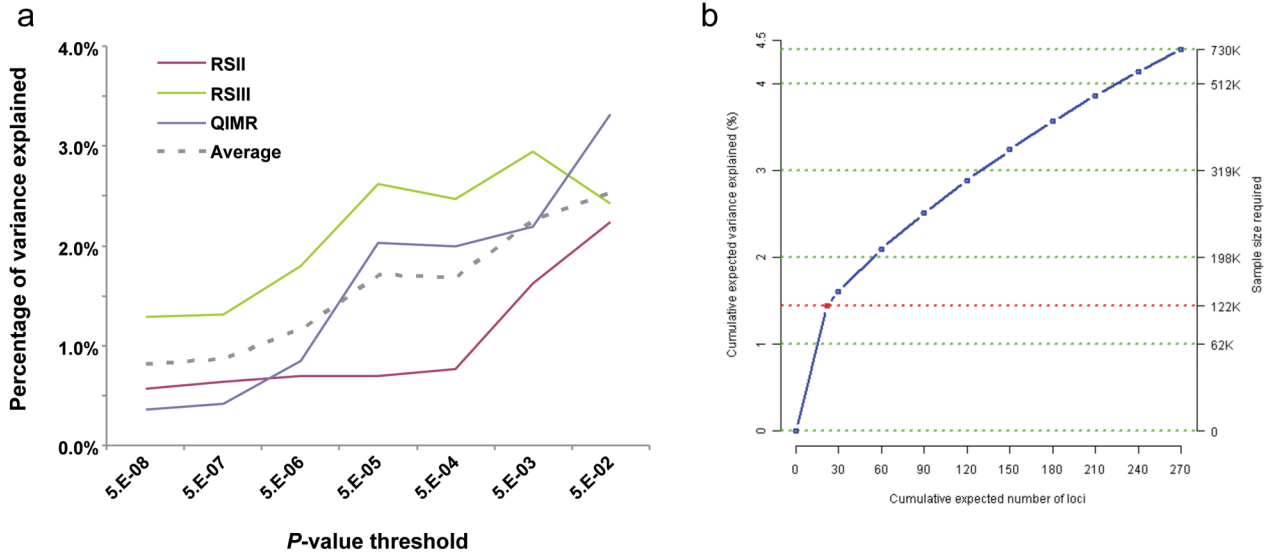 a
Percentage of variance explained
4.0%
3.0%
2.0%
1.0%
0.0%
RSII
RSIII
QIMR
Average
5.E-08 5.E-07 5.E-06 5.E-05 5.E-04 5.E-03 5.E-02
P-value threshold
b
Cumulative expected variance explained (%)
4.5
4
3
2
1
0
730K
512K
319K
198K
122K
62K
0
Sample size required
0 30 60 90 120 150 180 210 240 270
Cumulative expected number of loci